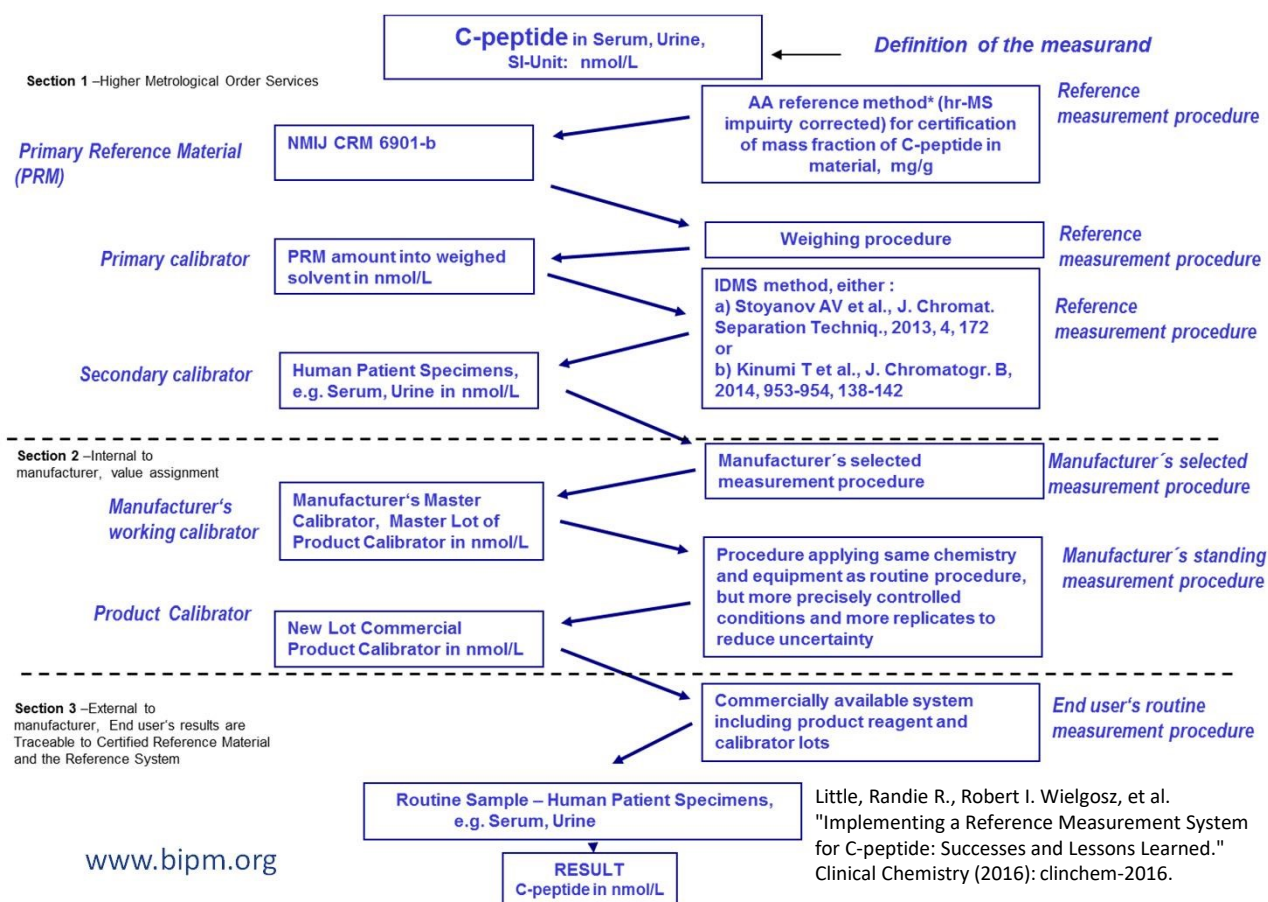 C-peptide in Serum, Urine,
SI-Unit: nmol/L
Definition of the measurand
Section 1 –Higher Metrological Order Services
AA reference method* (hr-MS
impuirty corrected) for certification
of mass fraction of C-peptide in
material, mg/g
Reference
measurement procedure
Primary Reference Material
(PRM)
NMIJ CRM 6901-b
Weighing procedure
Reference
measurement procedure
Primary calibrator
PRM amount into weighed
solvent in nmol/L
IDMS method, either :
a) Stoyanov AV et al., J. Chromat.
Separation Techniq., 2013, 4, 172
or
b) Kinumi T et al., J. Chromatogr. B,
2014, 953-954, 138-142
Reference
measurement procedure
Secondary calibrator
Human Patient Specimens,
e.g. Serum, Urine in nmol/L
Section 2 –Internal to
manufacturer, value assignment
Manufacturer´s selected
measurement procedure
Manufacturer´s selected
measurement procedure
Manufacturer‘s
working calibrator
Manufacturer‘s Master
Calibrator, Master Lot of
Product Calibrator in nmol/L
Procedure applying same chemistry
and equipment as routine procedure,
but more precisely controlled
conditions and more replicates to
reduce uncertainty
Manufacturer´s standing
measurement procedure
Product Calibrator
New Lot Commercial
Product Calibrator in nmol/L
Section 3 –External to
manufacturer, End user’s results are
Traceable to Certified Reference Material
and the Reference System
Commercially available system
including product reagent and
calibrator lots
End user‘s routine
measurement procedure
Routine Sample – Human Patient Specimens,
e.g. Serum, Urine
RESULT
C-peptide in nmol/L
www.bipm.org
Little, Randie R., Robert I. Wielgosz, et al.
"Implementing a Reference Measurement System
for C-peptide: Successes and Lessons Learned."
Clinical Chemistry (2016): clinchem-2016.